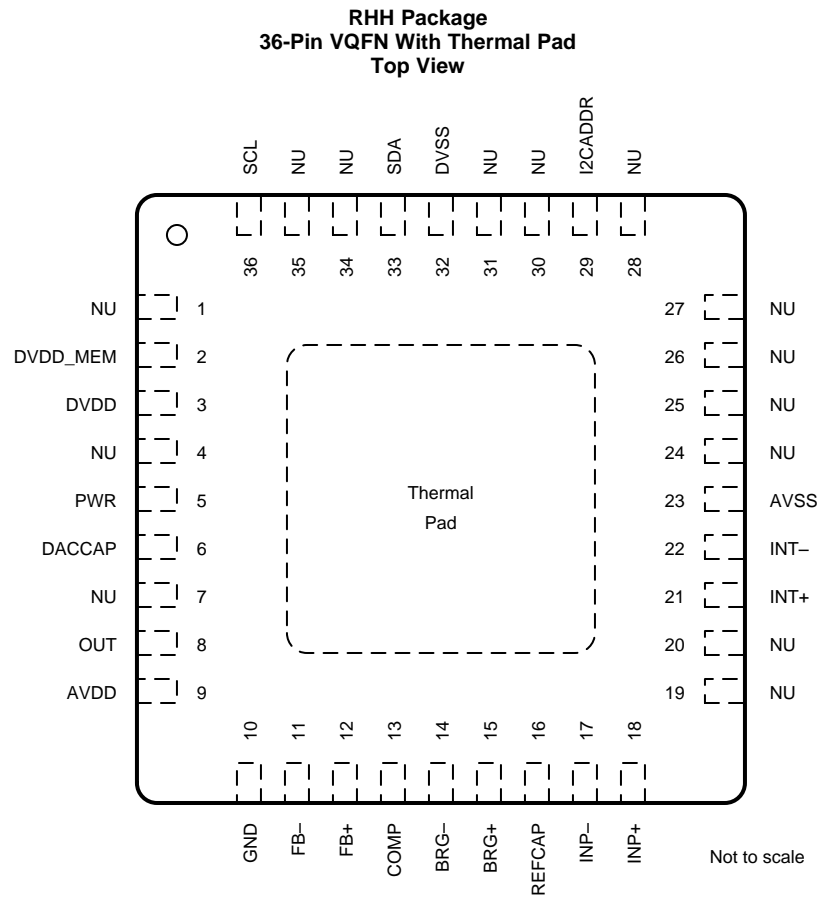 RHH Package
36-Pin VQFN With Thermal Pad
Top View
SCL
NU
NU
SDA
DVSS
NU
NU
I2CADDR
NU
36
35
34
33
32
31
30
29
28
NU 1
DVDD_MEM 2
DVDD 3
NU 4
PWR 5
DACCAP 6
NU 7
OUT 8
AVDD 9
Thermal
Pad
27 NU
26 NU
25 NU
24 NU
23 AVSS
22 INT–
21 INT+
20 NU
19 NU
10
11
12
13
14
15
16
17
18
GND
FB–
FB+
COMP
BRG–
BRG+
REFCAP
INP–
INP+
Not to scale